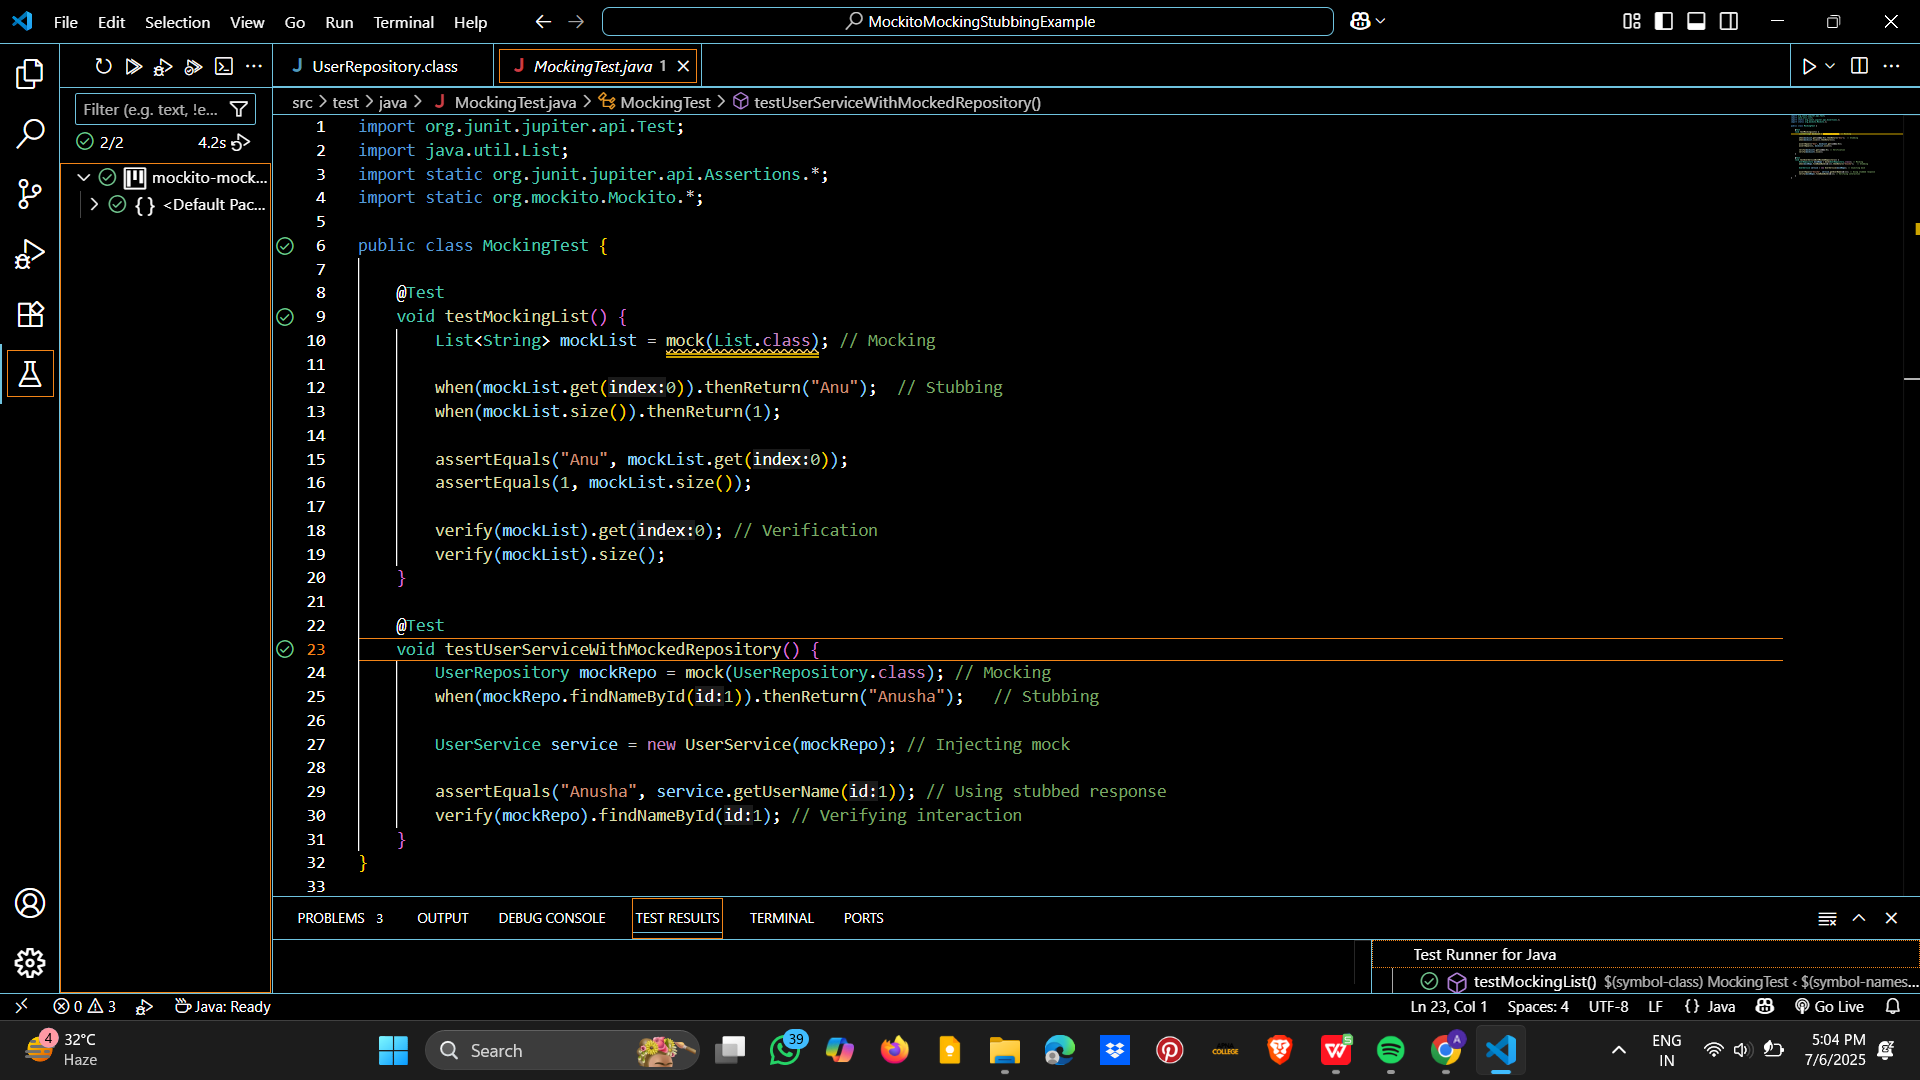 File Edit Selection View Go Run Terminal Help
MockitoMockingStubbingExample
UserRepository.class
MockingTest.java 1
Filter (e.g. text, !e...
2/2 4.2s
mockito-mock...
<Default Pac...
src > test > java > J MockingTest.java > MockingTest > testUserServiceWithMockedRepository()
1 import org.junit.jupiter.api.Test;
2 import java.util.List;
3 import static org.junit.jupiter.api.Assertions.*;
4 import static org.mockito.Mockito.*;
5
6 public class MockingTest {
7
8 @Test
9 void testMockingList() {
10 List<String> mockList = mock(List.class); // Mocking
11
12 when(mockList.get(index:0)).thenReturn("Anu"); // Stubbing
13 when(mockList.size()).thenReturn(1);
14
15 assertEquals("Anu", mockList.get(index:0));
16 assertEquals(1, mockList.size());
17
18 verify(mockList).get(index:0); // Verification
19 verify(mockList).size();
20 }
21
22 @Test
23 void testUserServiceWithMockedRepository() {
24 UserRepository mockRepo = mock(UserRepository.class); // Mocking
25 when(mockRepo.findNameById(id:1)).thenReturn("Anusha"); // Stubbing
26
27 UserService service = new UserService(mockRepo); // Injecting mock
28
29 assertEquals("Anusha", service.getUserName(id:1)); // Using stubbed response
30 verify(mockRepo).findNameById(id:1); // Verifying interaction
31 }
32 }
33
PROBLEMS 3 OUTPUT DEBUG CONSOLE TEST RESULTS TERMINAL PORTS
Test Runner for Java
testMockingList() $(symbol-class) MockingTest < $(symbol-names...
0 3 Java: Ready
Ln 23, Col 1 Spaces: 4 UTF-8 LF {} Java Go Live
4
32°C
Haze
Search
39
COLLEGE
A
ENG
IN
5:04 PM
7/6/2025